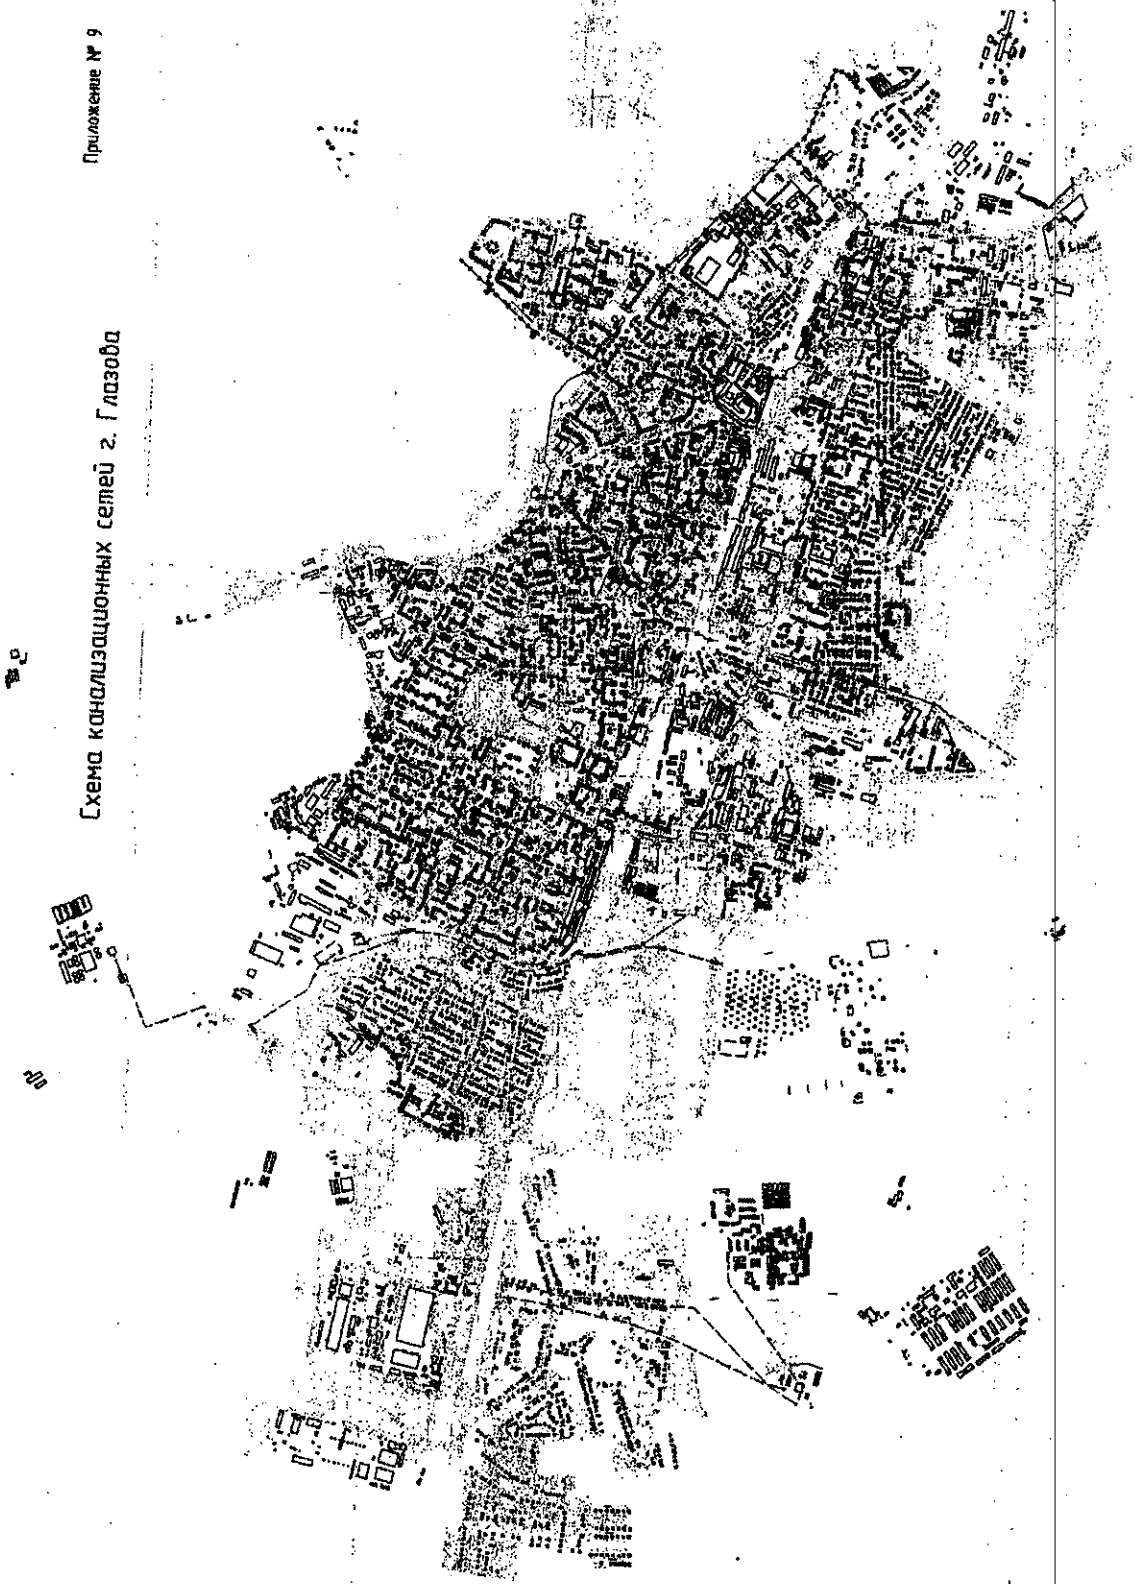 Приложение № 9
Схема канализационных сетей г. Глазова